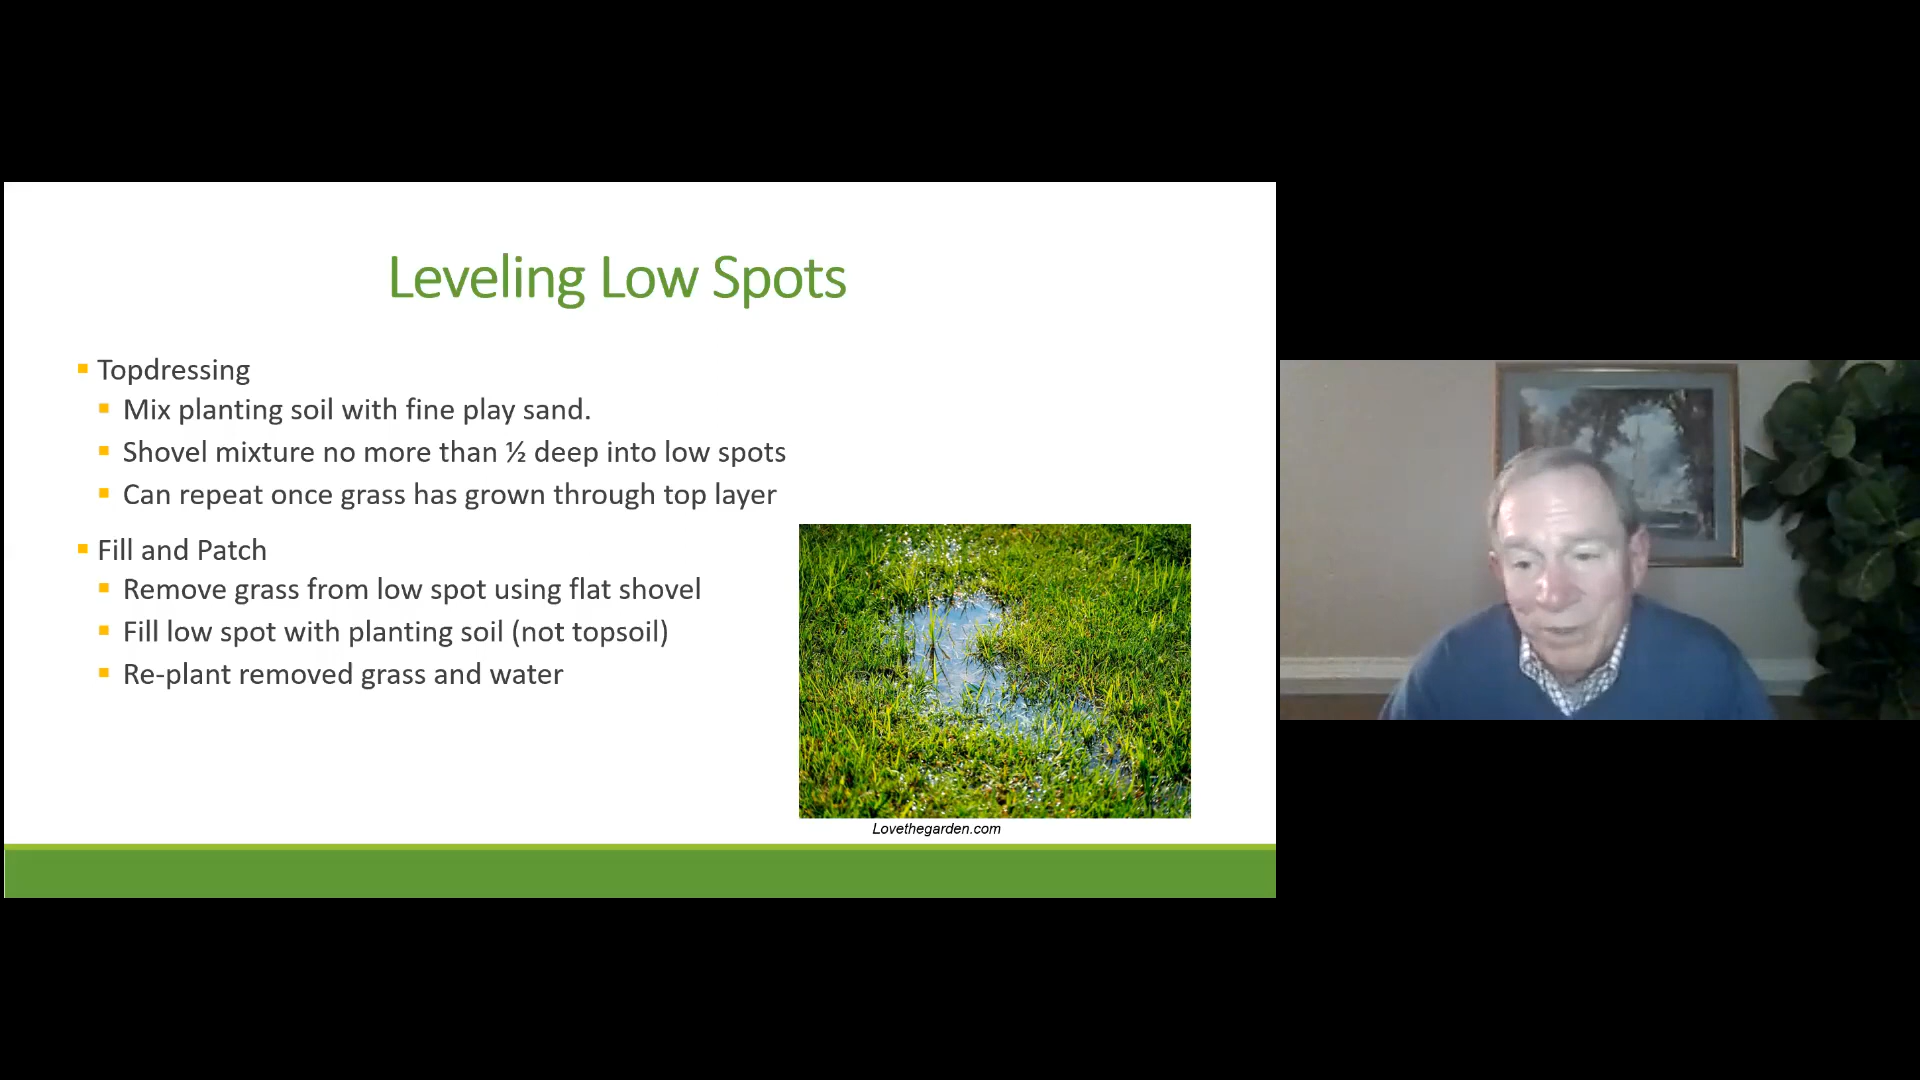 Leveling Low Spots
Topdressing
Mix planting soil with fine play sand.
Shovel mixture no more than ½ deep into low spots
Can repeat once grass has grown through top layer
Fill and Patch
Remove grass from low spot using flat shovel
Fill low spot with planting soil (not topsoil)
Re-plant removed grass and water
Lovethegarden.com